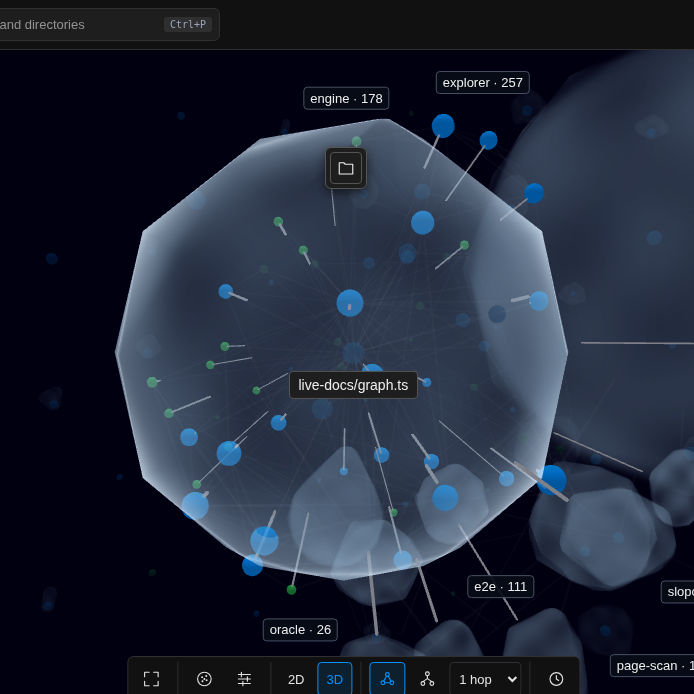 and directories
Ctrl+P
explorer · 257
engine · 178
live-docs/graph.ts
e2e · 111
oracle · 26
page-scan ·
2D
3D
1 hop